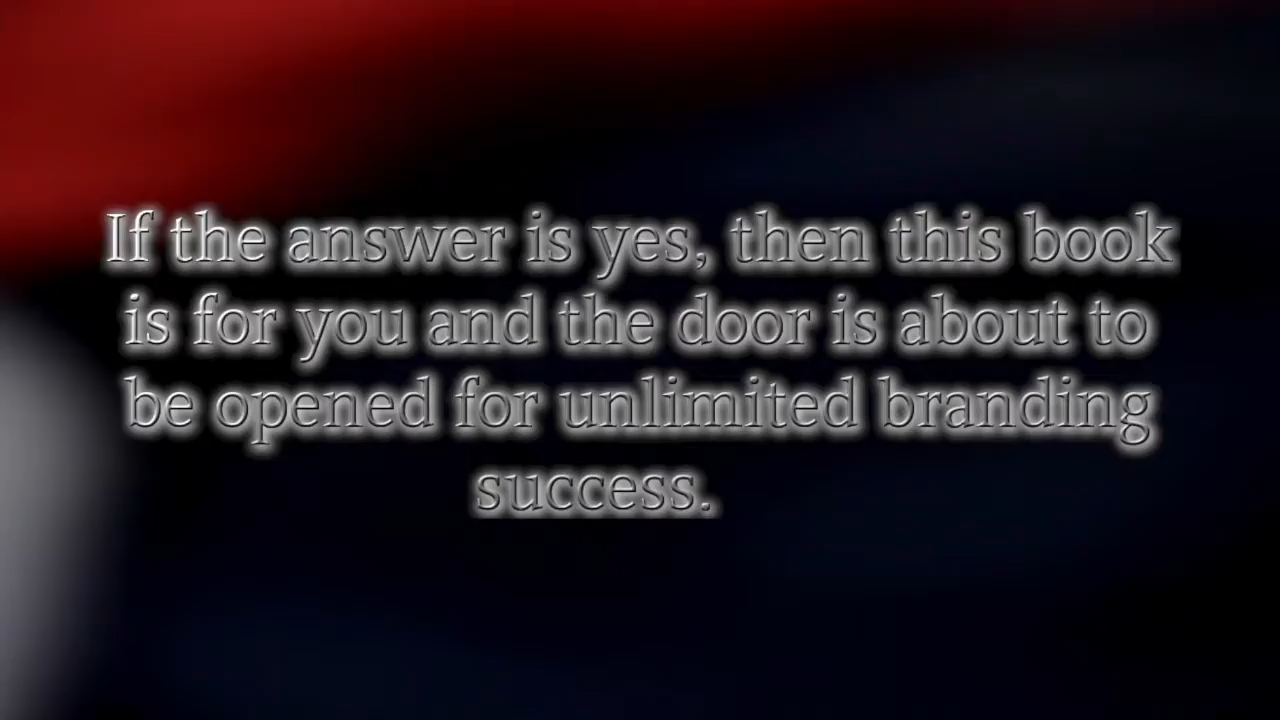 If the answer is yes, then this book
is for you and the door is about to
be opened for unlimited branding
success.